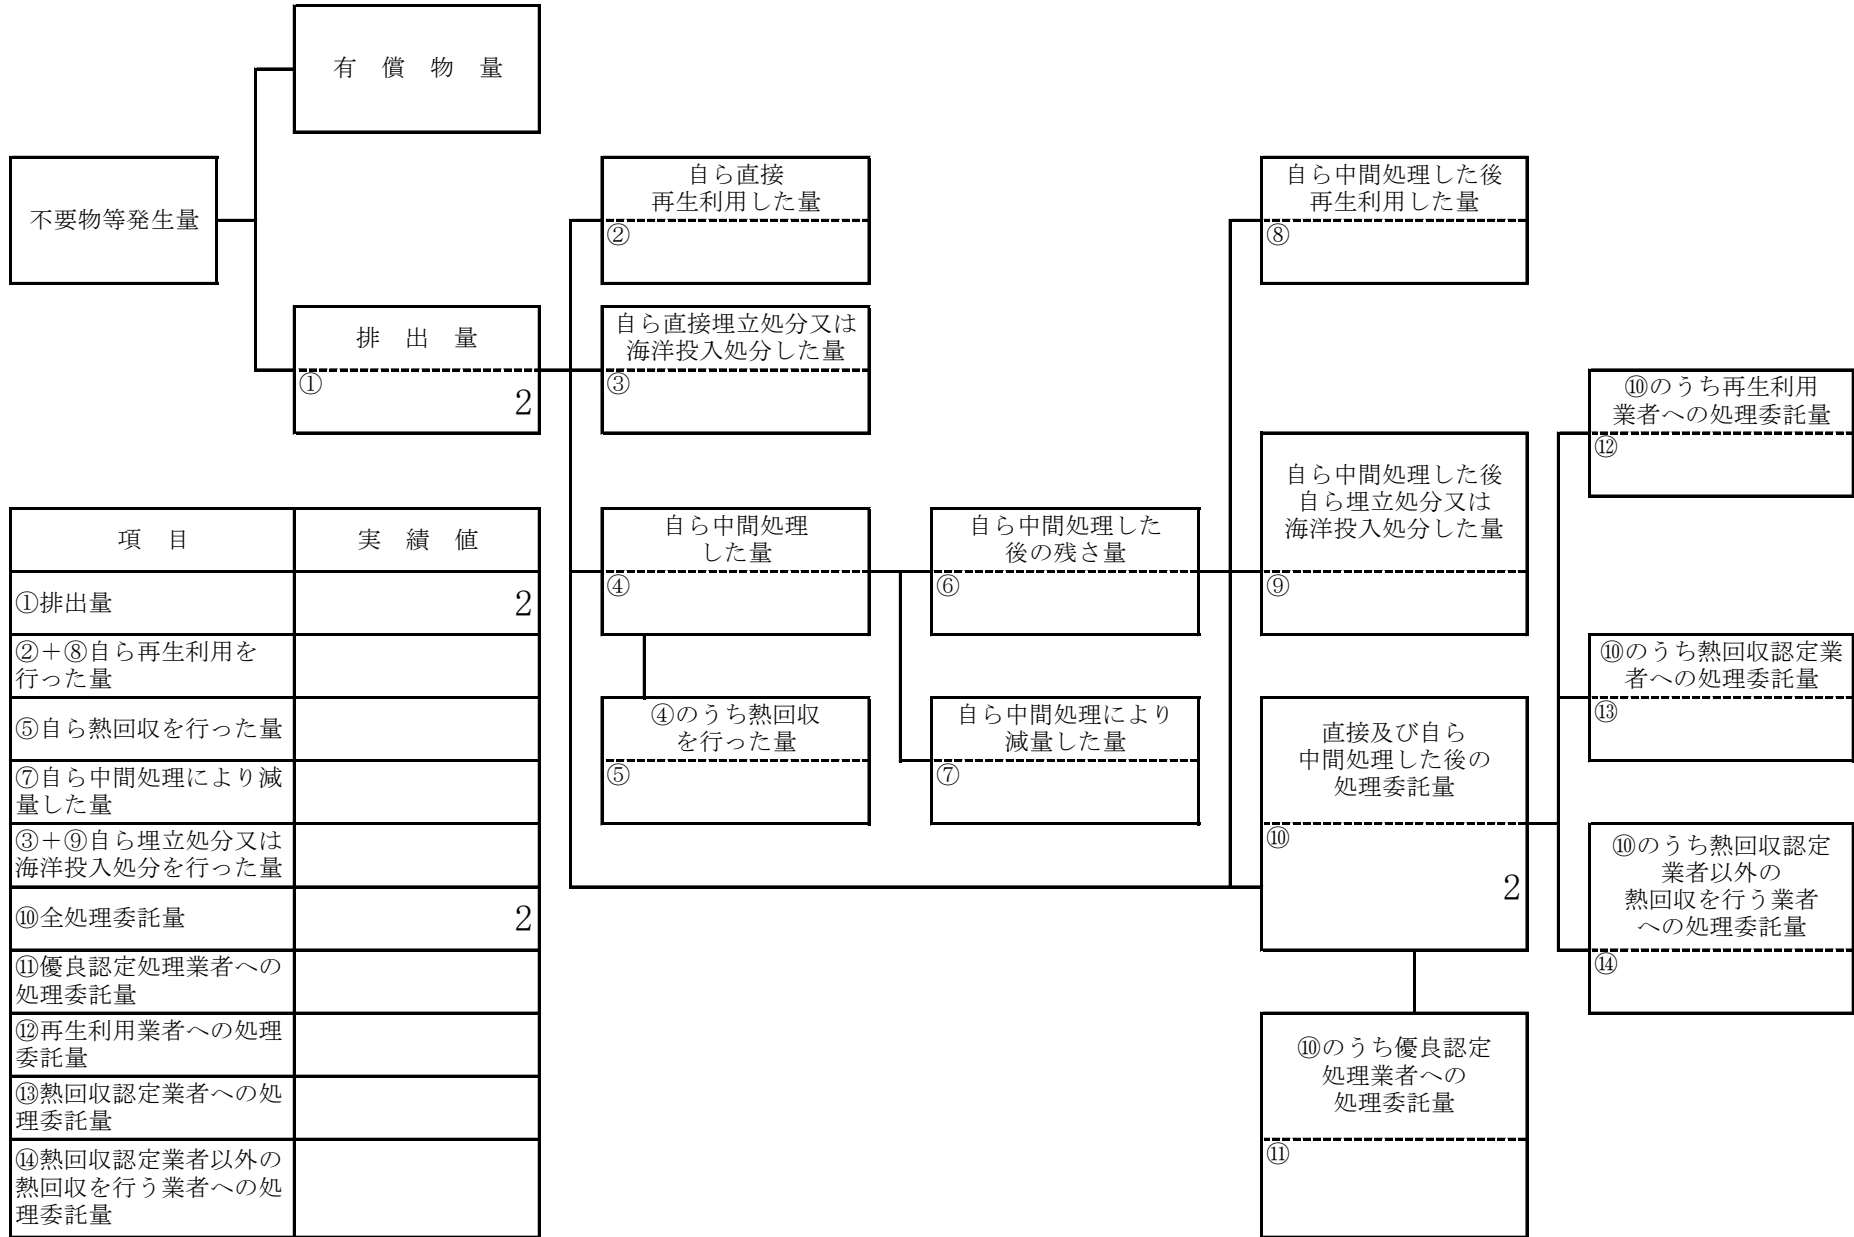 有　償　物　量
不要物等発生量
排　出　量
①
2
自ら直接
再生利用した量
②
自ら直接埋立処分又は
海洋投入処分した量
③
自ら中間処理
した量
④
④のうち熱回収
を行った量
⑤
自ら中間処理した
後の残さ量
⑥
自ら中間処理により
減量した量
⑦
自ら中間処理した後
再生利用した量
⑧
自ら中間処理した後
自ら埋立処分又は
海洋投入処分した量
⑨
直接及び自ら
中間処理した後の
処理委託量
⑩
2
⑩のうち優良認定
処理業者への
処理委託量
⑪
⑩のうち再生利用
業者への処理委託量
⑫
⑩のうち熱回収認定業
者への処理委託量
⑬
⑩のうち熱回収認定
業者以外の
熱回収を行う業者
への処理委託量
⑭
項　目　実　績　値
①排出量　2
②＋⑧自ら再生利用を
行った量
⑤自ら熱回収を行った量
⑦自ら中間処理により減
量した量
③＋⑨自ら埋立処分又は
海洋投入処分を行った量
⑩全処理委託量　2
⑪優良認定処理業者への
処理委託量
⑫再生利用業者への処理
委託量
⑬熱回収認定業者への処
理委託量
⑭熱回収認定業者以外の
熱回収を行う業者への処
理委託量